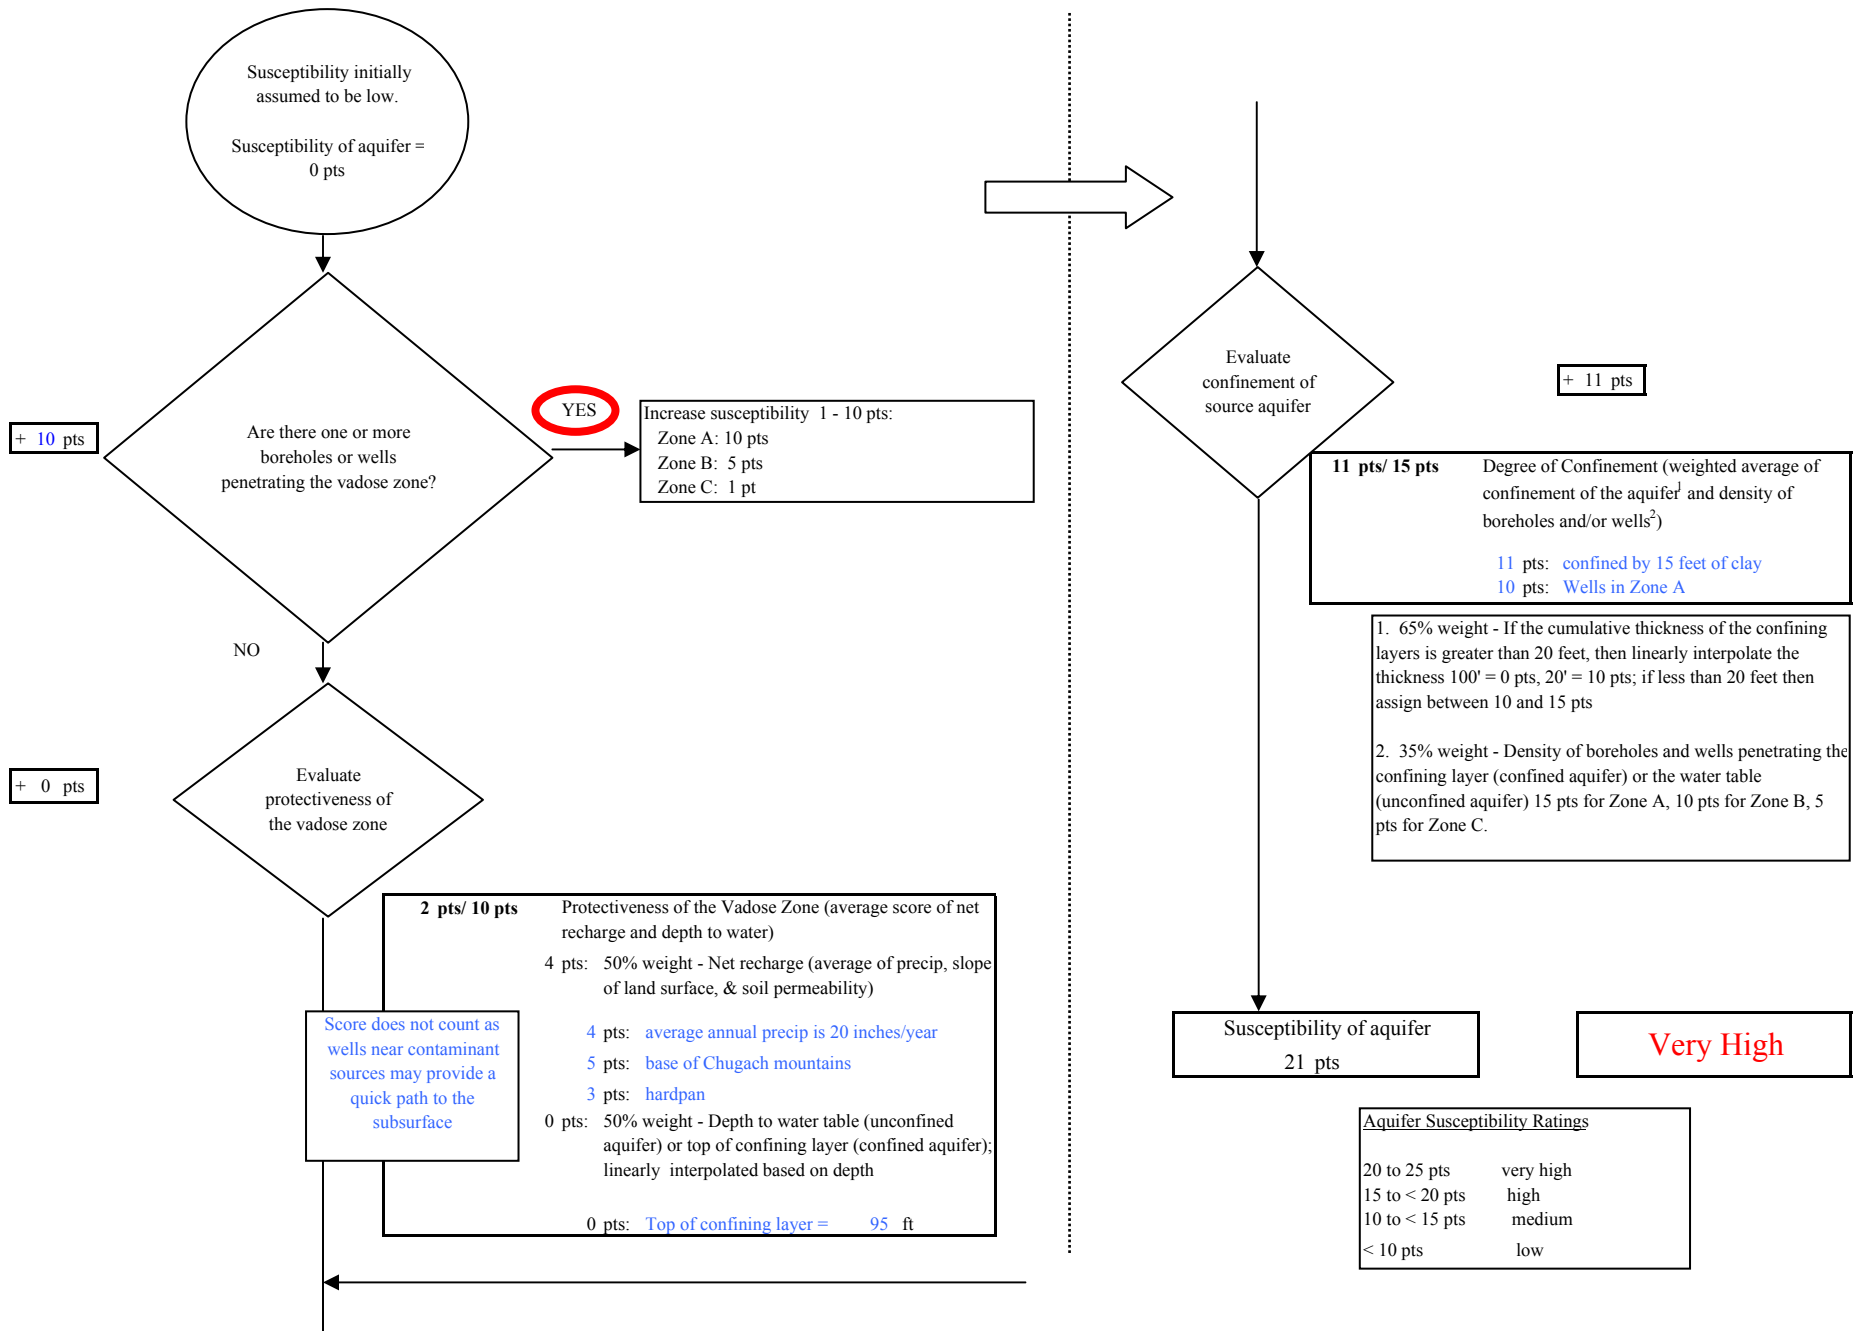 Susceptibility initially
assumed to be low.
Susceptibility of aquifer =
0 pts
+ 10 pts
Are there one or more
boreholes or wells
penetrating the vadose zone?
YES
Increase susceptibility 1 - 10 pts:
Zone A: 10 pts
Zone B: 5 pts
Zone C: 1 pt
NO
+ 0 pts
Evaluate
protectiveness of
the vadose zone
2 pts/ 10 pts
Protectiveness of the Vadose Zone (average score of net
recharge and depth to water)
4 pts: 50% weight - Net recharge (average of precip, slope
of land surface, & soil permeability)
4 pts: average annual precip is 20 inches/year
5 pts: base of Chugach mountains
3 pts: hardpan
0 pts: 50% weight - Depth to water table (unconfined
aquifer) or top of confining layer (confined aquifer);
linearly interpolated based on depth
0 pts: Top of confining layer = 95 ft
Score does not count as
wells near contaminant
sources may provide a
quick path to the
subsurface
Evaluate
confinement of
source aquifer
+ 11 pts
11 pts/ 15 pts
Degree of Confinement (weighted average of
confinement of the aquifer1 and density of
boreholes and/or wells2)
11 pts: confined by 15 feet of clay
10 pts: Wells in Zone A
1. 65% weight - If the cumulative thickness of the confining
layers is greater than 20 feet, then linearly interpolate the
thickness 100' = 0 pts, 20' = 10 pts; if less than 20 feet then
assign between 10 and 15 pts
2. 35% weight - Density of boreholes and wells penetrating the
confining layer (confined aquifer) or the water table
(unconfined aquifer) 15 pts for Zone A, 10 pts for Zone B, 5
pts for Zone C.
Susceptibility of aquifer
21 pts
Very High
Aquifer Susceptibility Ratings
20 to 25 pts very high
15 to < 20 pts high
10 to < 15 pts medium
< 10 pts low